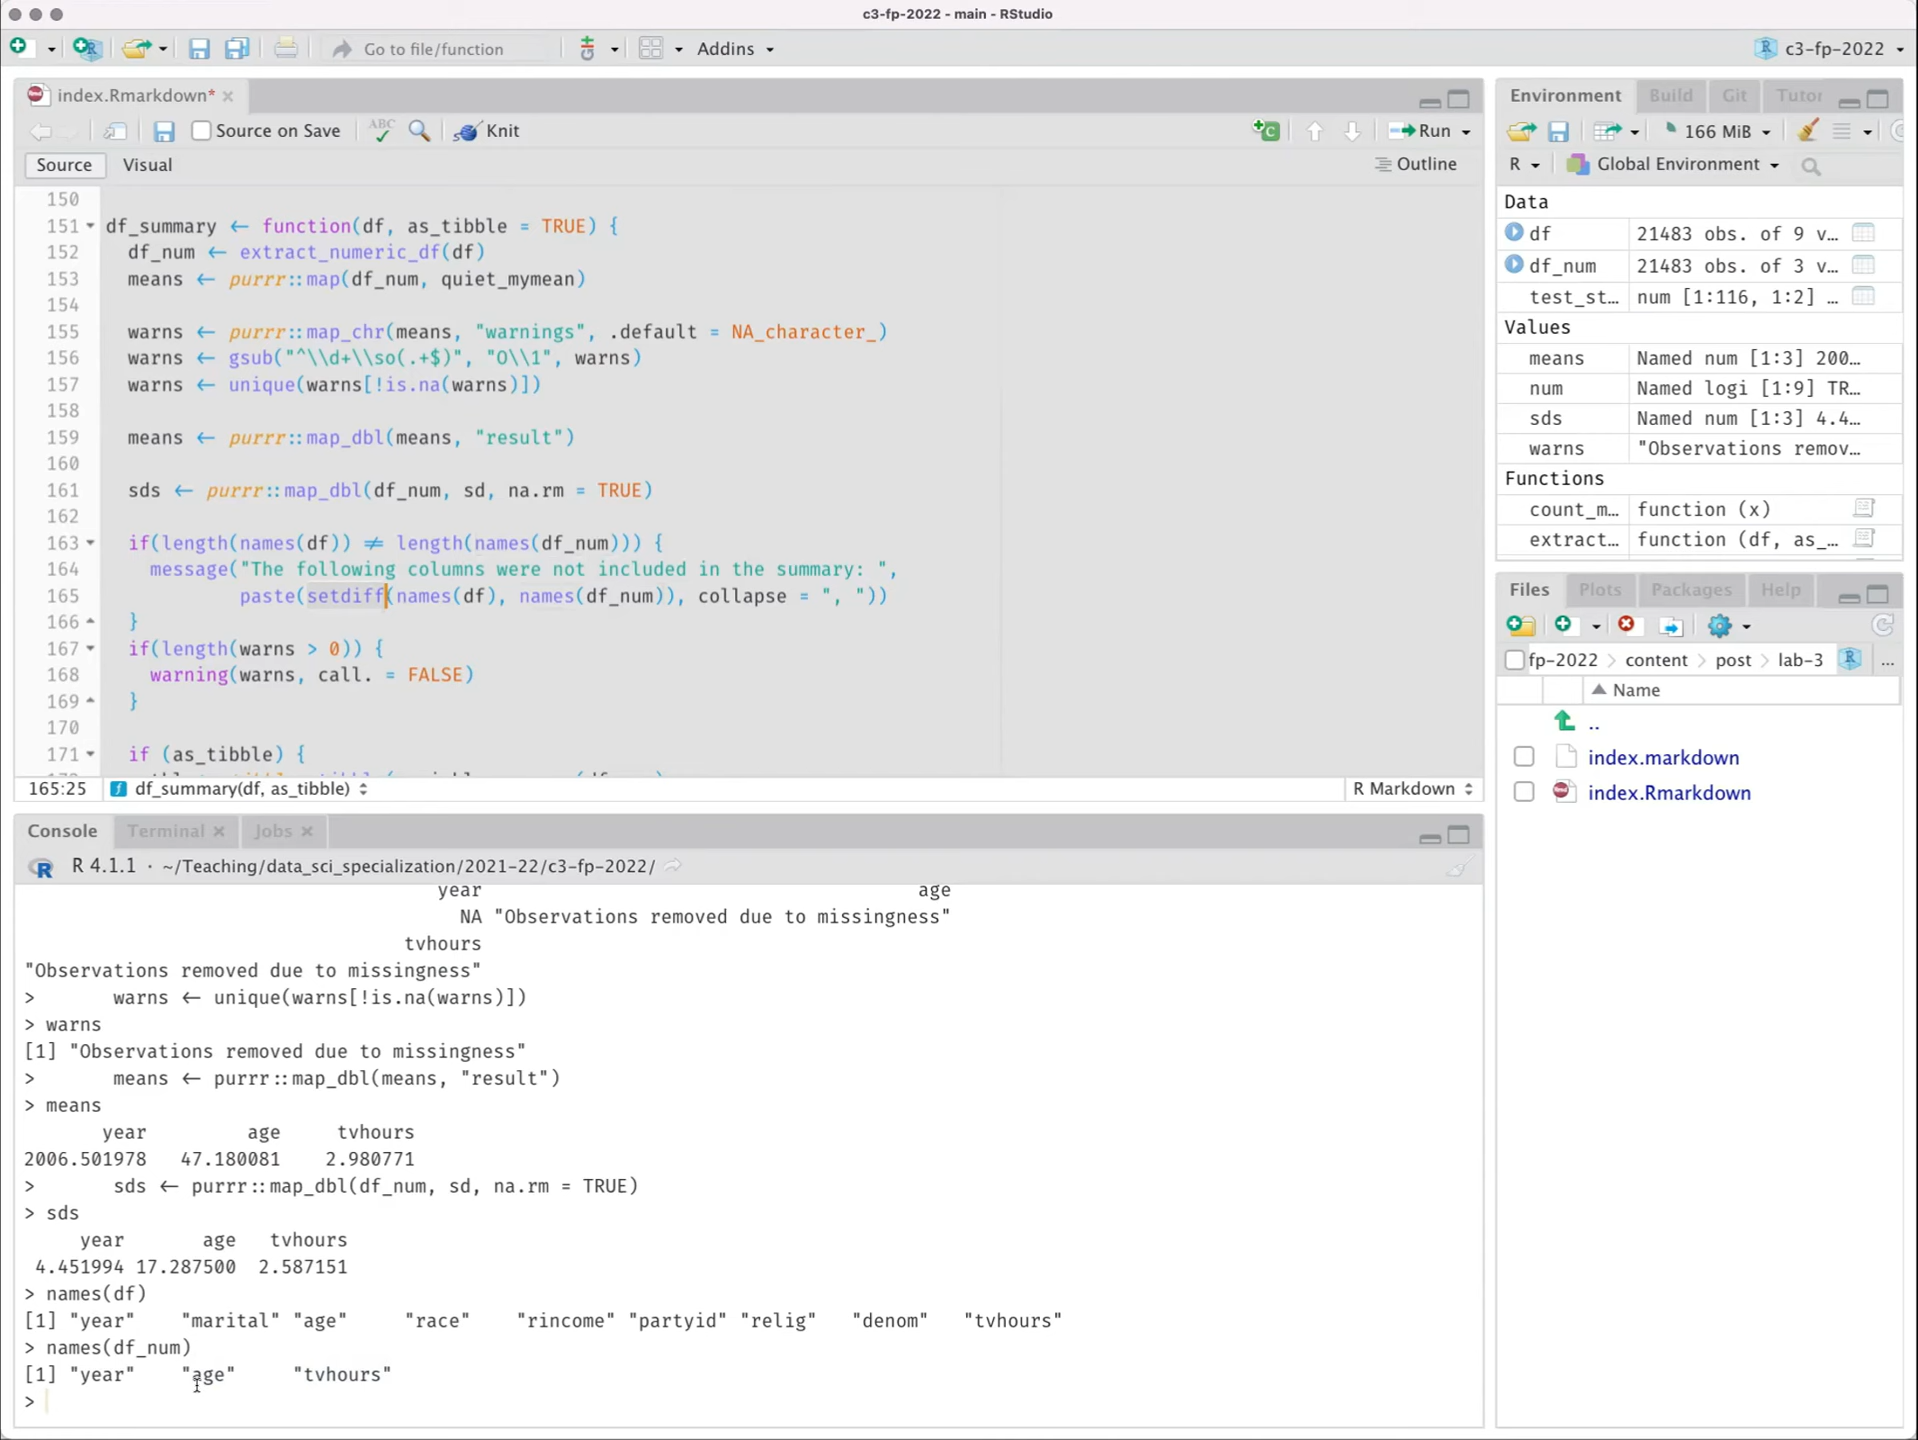 c3-fp-2022 - main - RStudio
Go to file/function
Addins
c3-fp-2022
index.Rmarkdown*
Source on Save
ABC
Knit
Run
Source
Visual
Outline
150
151 df_summary ← function(df, as_tibble = TRUE) {
152 df_num ← extract_numeric_df(df)
153 means ← purrr::map(df_num, quiet_mymean)
154
155 warns ← purrr::map_chr(means, "warnings", .default = NA_character_)
156 warns ← gsub("^\\d+\\so(.+$)", "O\\1", warns)
157 warns ← unique(warns[!is.na(warns)])
158
159 means ← purrr::map_dbl(means, "result")
160
161 sds ← purrr::map_dbl(df_num, sd, na.rm = TRUE)
162
163 if(length(names(df)) ≠ length(names(df_num))) {
164 message("The following columns were not included in the summary: ",
165 paste(setdiff(names(df), names(df_num)), collapse = ", "))
166 }
167 if(length(warns > 0)) {
168 warning(warns, call. = FALSE)
169 }
170
171 if (as_tibble) {
165:25
df_summary(df, as_tibble)
R Markdown
Console
Terminal
Jobs
R 4.1.1 · ~/Teaching/data_sci_specialization/2021-22/c3-fp-2022/
year age
NA "Observations removed due to missingness"
tvhours
"Observations removed due to missingness"
> warns ← unique(warns[!is.na(warns)])
> warns
[1] "Observations removed due to missingness"
> means ← purrr::map_dbl(means, "result")
> means
year age tvhours
2006.501978 47.180081 2.980771
> sds ← purrr::map_dbl(df_num, sd, na.rm = TRUE)
> sds
year age tvhours
4.451994 17.287500 2.587151
> names(df)
[1] "year" "marital" "age" "race" "rincome" "partyid" "relig" "denom" "tvhours"
> names(df_num)
[1] "year" "age" "tvhours"
>
Environment
Build
Git
Tutor
166 MiB
R
Global Environment
Data
df 21483 obs. of 9 v…
df_num 21483 obs. of 3 v…
test_st… num [1:116, 1:2] …
Values
means Named num [1:3] 200…
num Named logi [1:9] TR…
sds Named num [1:3] 4.4…
warns "Observations remov…
Functions
count_m… function (x)
extract… function (df, as_…
Files
Plots
Packages
Help
fp-2022 > content > post > lab-3
...
Name
..
index.markdown
index.Rmarkdown